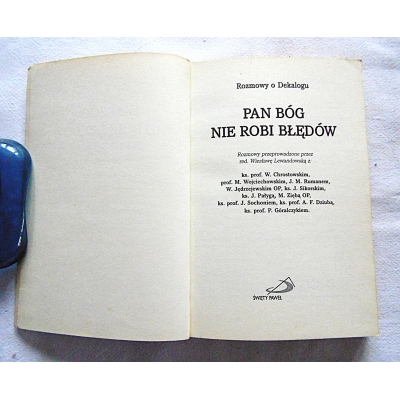 Rozmowy o Dekalogu
PAN BÓG
NIE ROBI BŁĘDÓW
Rozmowy przeprowadzone przez
red. Wiesławę Lewandowską z:
ks. prof. W. Chrostowskim,
prof. M. Wojciechowskim, J. M. Rumanem,
W. Jędrzejewskim OP, ks. J. Sikorskim,
ks. J. Pałygą, M. Ziębą OP,
ks. prof. J. Sochoniem, ks. prof. A. F. Dziubą,
ks. prof. P. Góralczykiem.
ŚWIĘTY PAWEŁ